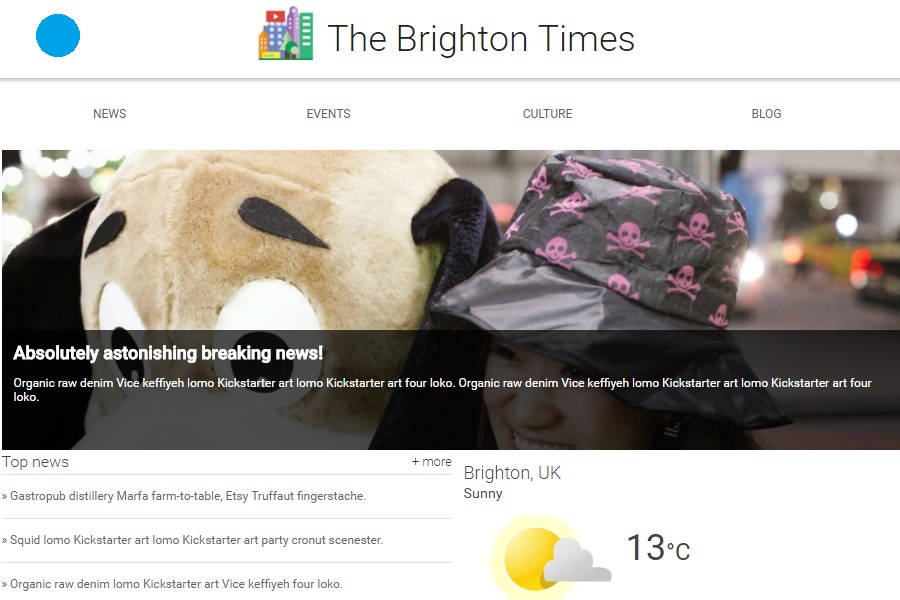 The Brighton Times
NEWS EVENTS CULTURE BLOG
Absolutely astonishing breaking news!
Organic raw denim Vice keffiyeh lomo Kickstarter art lomo Kickstarter art four loko. Organic raw denim Vice keffiyeh lomo Kickstarter art lomo Kickstarter art four
loko.
Top news + more
» Gastropub distillery Marfa farm-to-table, Etsy Truffaut fingerstache.
» Squid lomo Kickstarter art lomo Kickstarter art party cronut scenester.
» Organic raw denim lomo Kickstarter art Vice keffiyeh four loko.
Brighton, UK
Sunny
13°C